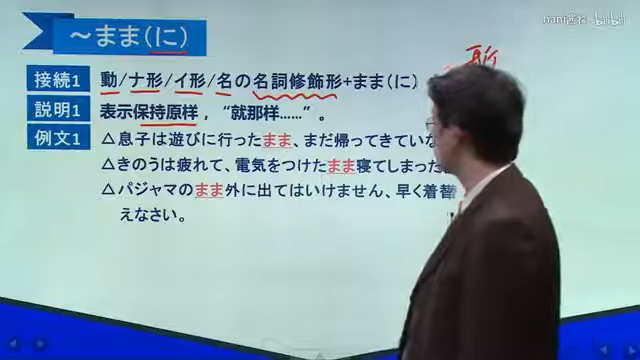 ～まま(に)
接続1
動/ナ形/イ形/名の名詞修飾形+まま(に)
形
説明1
表示保持原样，“就那样……”。
例文1
△息子は遊びに行ったまま、まだ帰ってきていな
△きのうは疲れて、電気をつけたまま寝てしまった
△パジャマのまま外に出てはいけません、早く着替
えなさい。
bilibili